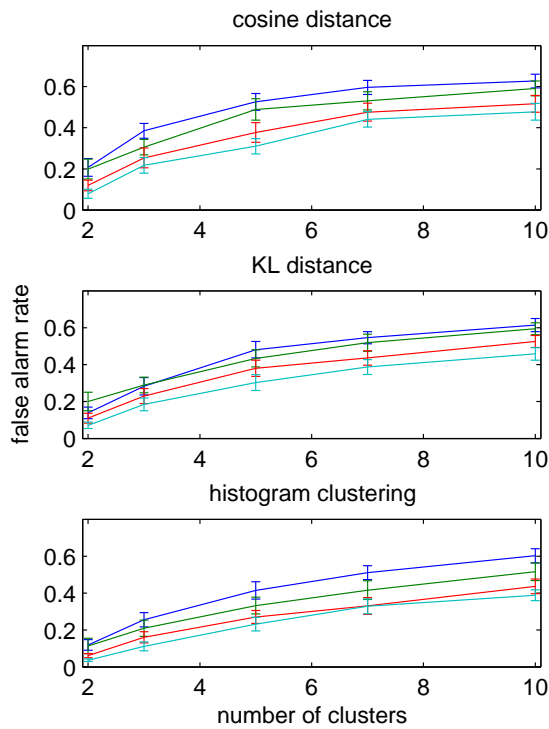 cosine distance
0.6
0.4
0.2
0
2 4 6 8 10
KL distance
0.6
0.4
0.2
0
2 4 6 8 10
false alarm rate
histogram clustering
0.6
0.4
0.2
0
2 4 6 8 10
number of clusters